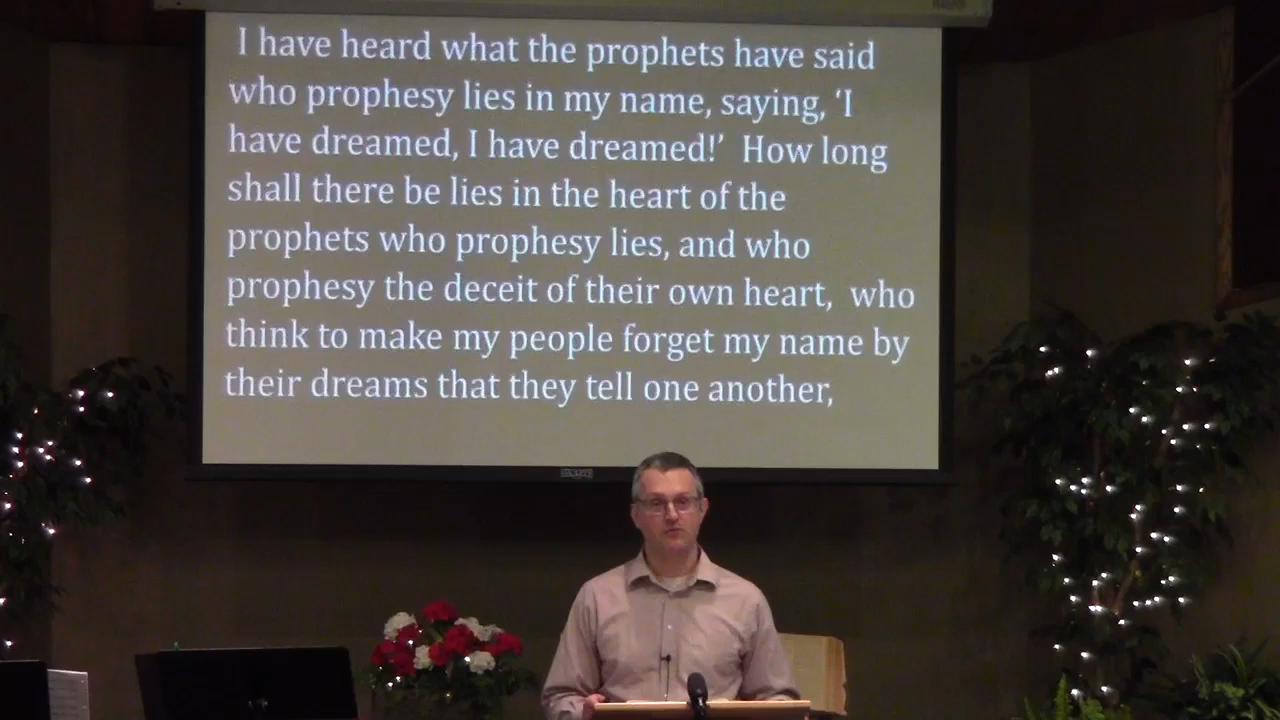 I have heard what the prophets have said
who prophesy lies in my name, saying, ‘I
have dreamed, I have dreamed!’ How long
shall there be lies in the heart of the
prophets who prophesy lies, and who
prophesy the deceit of their own heart, who
think to make my people forget my name by
their dreams that they tell one another,